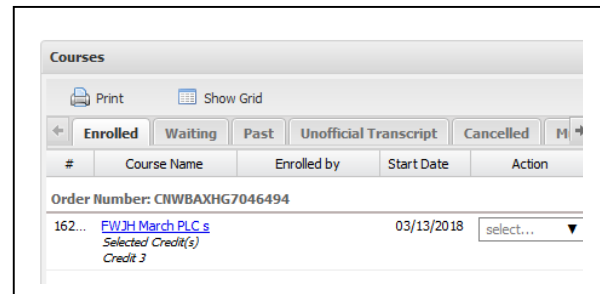 Courses
Print Show Grid
Enrolled Waiting Past Unofficial Transcript Cancelled M
# Course Name Enrolled by Start Date Action
Order Number: CNWBAXHG7046494
162... FWJH March PLC s 03/13/2018 select...
Selected Credit(s)
Credit 3